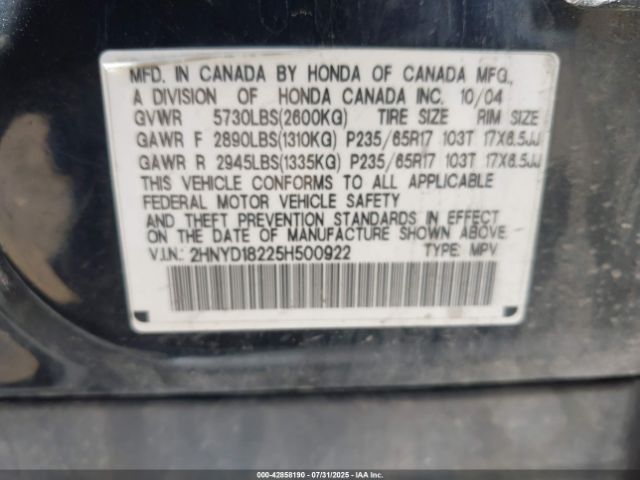 MFD. IN CANADA BY HONDA OF CANADA MFG.,
A DIVISION OF HONDA CANADA INC. 10/04
GVWR 5730LBS(2600KG) TIRE SIZE RIM SIZE
GAWR F 2890LBS(1310KG) P235/65R17 103T 17X6.5JJ
GAWR R 2945LBS(1335KG) P235/65R17 103T 17X6.5JJ
THIS VEHICLE CONFORMS TO ALL APPLICABLE
FEDERAL MOTOR VEHICLE SAFETY
AND THEFT PREVENTION STANDARDS IN EFFECT
ON THE DATE OF MANUFACTURE SHOWN ABOVE.
V.I.N.: 2HNYD18225H500922 TYPE: MPV
000-42858190 - 07/31/2025 - IAAI.COM